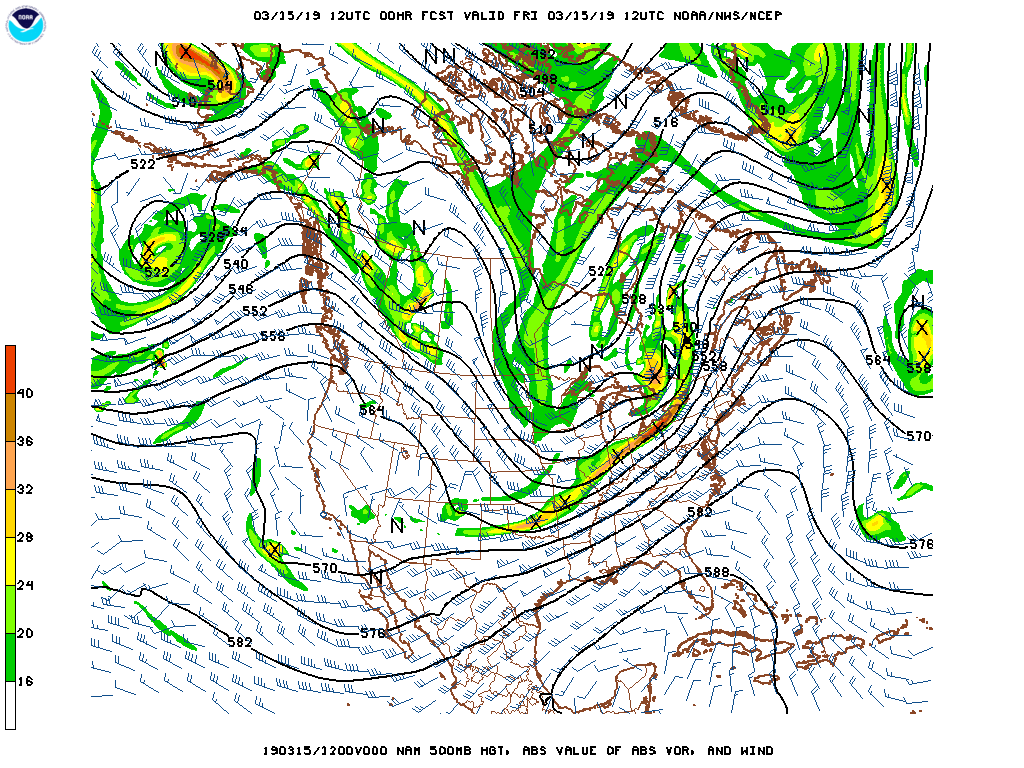 03/15/19 12UTC 00HR FCST VALID FRI 03/15/19 12UTC NOAA/NWS/NCEP
NOAA
N N N 492
X N
504 498
510 504
N
510
N
N 510 516 N
N
X
N
522 X
X
X N
N N
528 534
X
540 X
522 522
546 X 528 X N
552 534 X
558 540
X N N 564 X
N 558
X
564
570
X
X
582
40
36
32
28
24
20
16
N X
X 576
570 N 588
576
582
190315/1200V000 NAM 500MB HGT, ABS VALUE OF ABS VOR, AND WIND